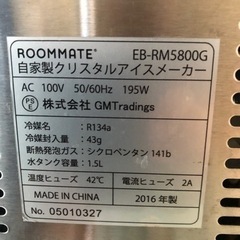 ROOMMATE® EB-RM5800G
自家製クリスタルアイスメーカー
AC 100V 50/60Hz 195W
PSE 株式会社 GMTradings
冷媒名： R134a
冷媒封入量： 43g
断熱発泡ガス： シクロペンタン 141b
水タンク容量： 1.5L
温度ヒューズ 42℃ 電流ヒューズ 2A
MADE IN CHINA 2016 年製
No. 05010327